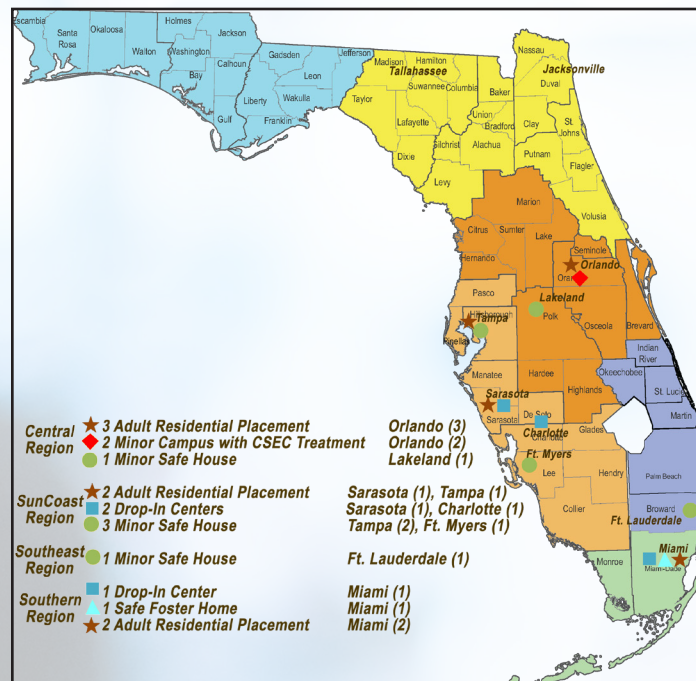 Escambia
Santa
Rosa
Okaloosa
Walton
Holmes
Washington
Jackson
Bay
Calhoun
Gulf
Gadsden
Liberty
Leon
Wakulla
Franklin
Jefferson
Madison
Hamilton
Tallahassee
Suwannee
Columbia
Taylor
Lafayette
Dixie
Baker
Union
Bradford
Gilchrist
Alachua
Levy
Nassau
Jacksonville
Duval
Clay
St.
Johns
Putnam
Flagler
Volusia
Marion
Citrus
Sumter
Lake
Hernando
Seminole
Orlando
Pasco
Lakeland
Polk
Osceola
Brevard
Hillsborough
Tampa
Pinellas
Indian
River
Okeechobee
St. Lucie
Martin
Manatee
Hardee
Highlands
Sarasota
Sarasota
De Soto
Charlotte
Charlotte
Glades
Ft. Myers
Lee
Hendry
Palm Beach
Collier
Broward
Ft. Lauderdale
Monroe
Miami
Miami-Dade
Central
Region
3 Adult Residential Placement Orlando (3)
2 Minor Campus with CSEC Treatment Orlando (2)
1 Minor Safe House Lakeland (1)
SunCoast
Region
2 Adult Residential Placement Sarasota (1), Tampa (1)
2 Drop-In Centers Sarasota (1), Charlotte (1)
3 Minor Safe House Tampa (2), Ft. Myers (1)
Southeast
Region
1 Minor Safe House Ft. Lauderdale (1)
Southern
Region
1 Drop-In Center Miami (1)
1 Safe Foster Home Miami (1)
2 Adult Residential Placement Miami (2)